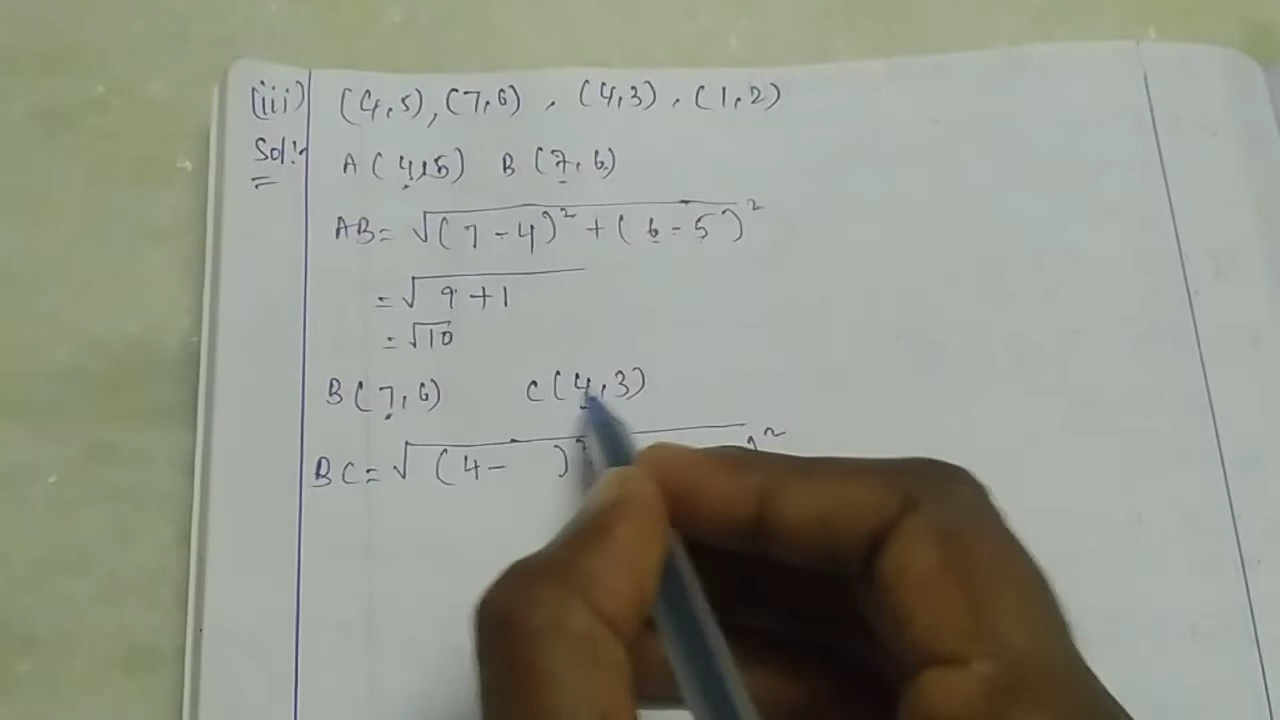 (iii) (4,5), (7,6) , (4,3) , (1,2)
Sol:- A (4,5) B (7,6)
AB = √(7-4)² + (6-5)²
= √9+1
= √10
B (7,6) C (4,3)
BC = √(4- )²